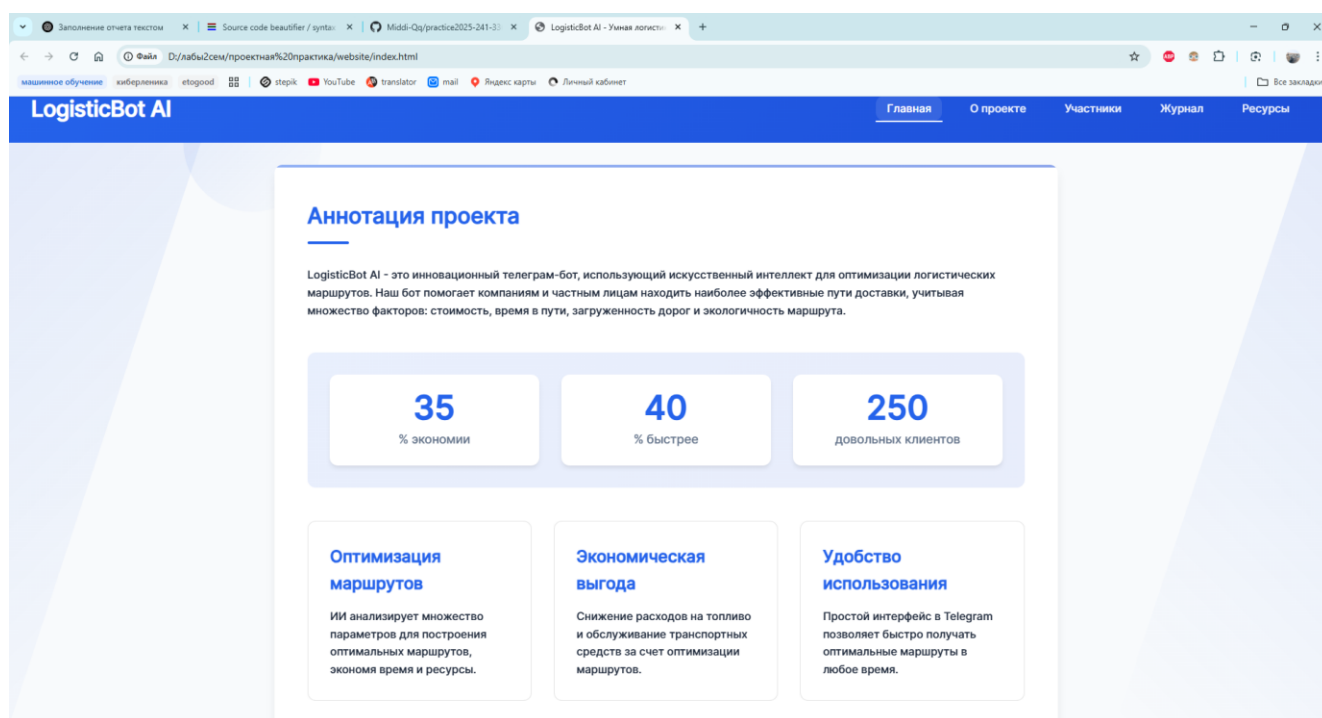 Заполнение отчета текстом
Source code beautifier / synta
Middi-Qq/practice2025-241-33
LogisticBot AI - Умная логисти
Файл D:/лабы2сем/проектная%20практика/website/index.html
машинное обучение киберленика etogood stepik YouTube translator mail Яндекс карты Личный кабинет Все закладки
LogisticBot AI
Главная О проекте Участники Журнал Ресурсы
Аннотация проекта
LogisticBot AI - это инновационный телеграм-бот, использующий искусственный интеллект для оптимизации логистических
маршрутов. Наш бот помогает компаниям и частным лицам находить наиболее эффективные пути доставки, учитывая
множество факторов: стоимость, время в пути, загруженность дорог и экологичность маршрута.
35
% экономии
40
% быстрее
250
довольных клиентов
Оптимизация
маршрутов
ИИ анализирует множество
параметров для построения
оптимальных маршрутов,
экономя время и ресурсы.
Экономическая
выгода
Снижение расходов на топливо
и обслуживание транспортных
средств за счет оптимизации
маршрутов.
Удобство
использования
Простой интерфейс в Telegram
позволяет быстро получать
оптимальные маршруты в
любое время.